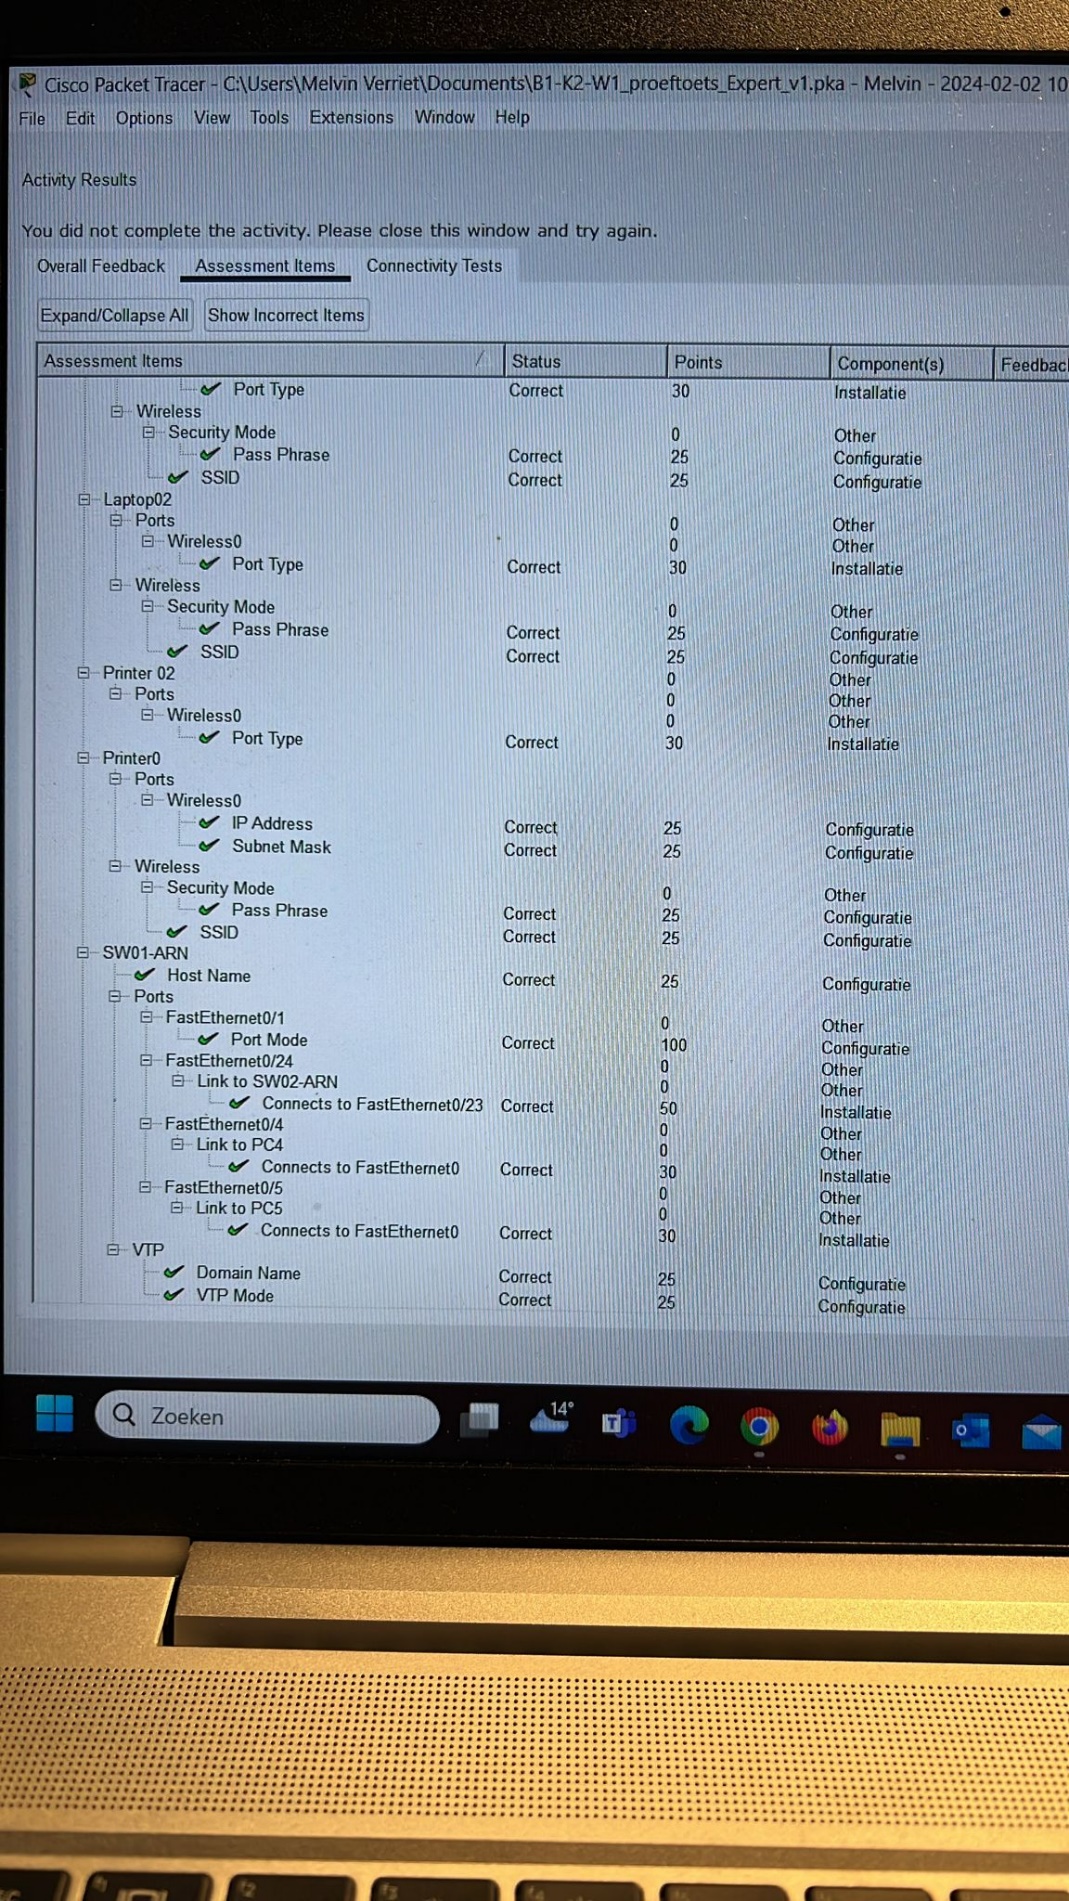 Cisco Packet Tracer - C:\Users\Melvin Verriet\Documents\B1-K2-W1_proeftoets_Expert_v1.pka - Melvin - 2024-02-02 10
File Edit Options View Tools Extensions Window Help
Activity Results
You did not complete the activity. Please close this window and try again.
Overall Feedback Assessment Items Connectivity Tests
Expand/Collapse All Show Incorrect Items
Assessment Items Status Points Component(s) Feedback
Port Type Correct 30 Installatie
Wireless
Security Mode 0 Other
Pass Phrase Correct 25 Configuratie
SSID Correct 25 Configuratie
Laptop02
Ports 0 Other
Wireless0 0 Other
Port Type Correct 30 Installatie
Wireless
Security Mode 0 Other
Pass Phrase Correct 25 Configuratie
SSID Correct 25 Configuratie
Printer 02 0 Other
Ports 0 Other
Wireless0 0 Other
Port Type Correct 30 Installatie
Printer0
Ports
Wireless0
IP Address Correct 25 Configuratie
Subnet Mask Correct 25 Configuratie
Wireless
Security Mode 0 Other
Pass Phrase Correct 25 Configuratie
SSID Correct 25 Configuratie
SW01-ARN
Host Name Correct 25 Configuratie
Ports
FastEthernet0/1 0 Other
Port Mode Correct 100 Configuratie
FastEthernet0/24 0 Other
Link to SW02-ARN 0 Other
Connects to FastEthernet0/23 Correct 50 Installatie
FastEthernet0/4 0 Other
Link to PC4 0 Other
Connects to FastEthernet0 Correct 30 Installatie
FastEthernet0/5 0 Other
Link to PC5 0 Other
Connects to FastEthernet0 Correct 30 Installatie
VTP
Domain Name Correct 25 Configuratie
VTP Mode Correct 25 Configuratie
Zoeken 14°